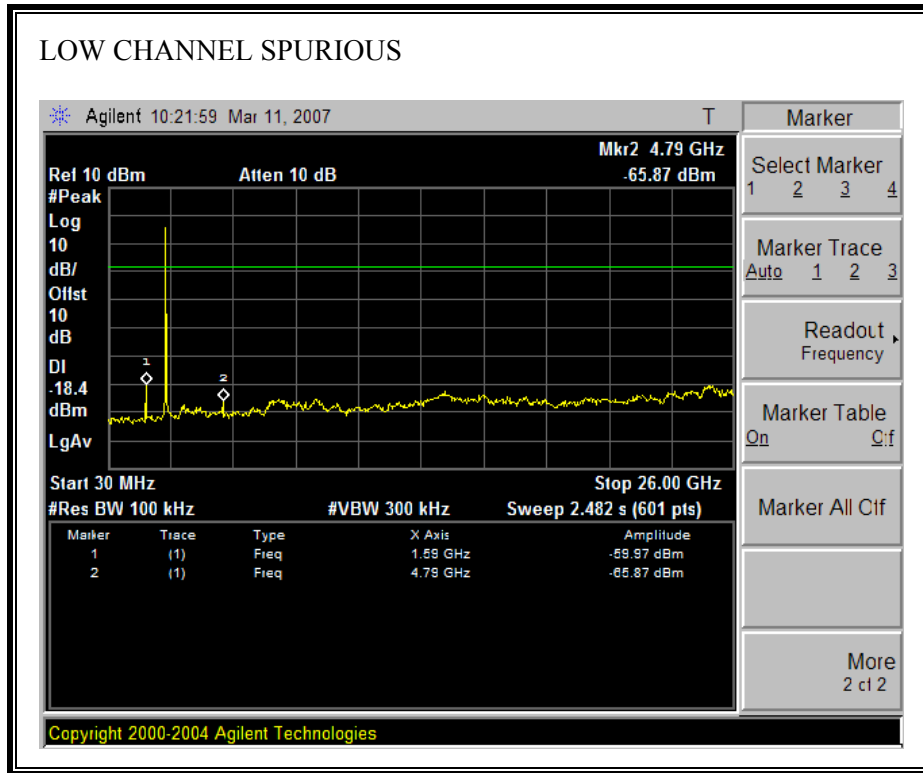 LOW CHANNEL SPURIOUS
Agilent 10:21:59 Mar 11, 2007 T
Mkr2 4.79 GHz
Ref 10 dBm Atten 10 dB -65.87 dBm
#Peak
Log
10
dB/
Offst
10
dB
DI
-18.4
dBm
LgAv
1
2
Start 30 MHz Stop 26.00 GHz
#Res BW 100 kHz #VBW 300 kHz Sweep 2.482 s (601 pts)
Marker Trace Type X Axis Amplitude
1 (1) Freq 1.59 GHz -59.97 dBm
2 (1) Freq 4.79 GHz -65.87 dBm
Copyright 2000-2004 Agilent Technologies
Marker
Select Marker
1 2 3 4
Marker Trace
Auto 1 2 3
Readout
Frequency
Marker Table
On Off
Marker All Off
More
2 of 2